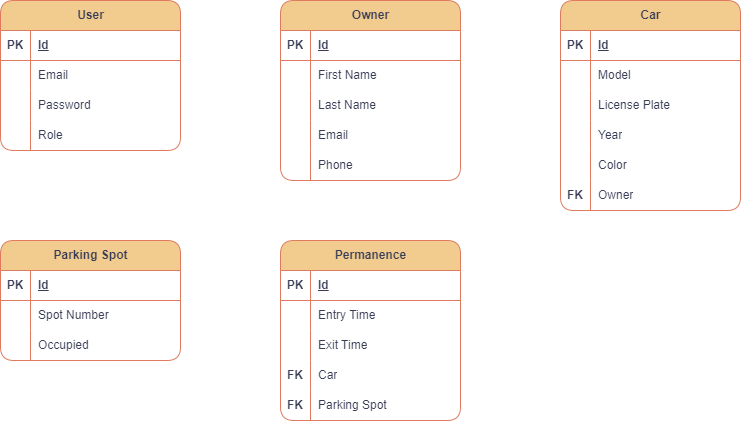 User
PK Id
Email
Password
Role
Owner
PK Id
First Name
Last Name
Email
Phone
Car
PK Id
Model
License Plate
Year
Color
FK Owner
Parking Spot
PK Id
Spot Number
Occupied
Permanence
PK Id
Entry Time
Exit Time
FK Car
FK Parking Spot